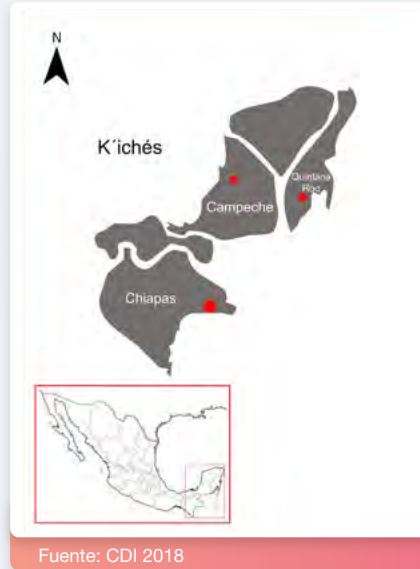 N
K´ichés
Quintana
Roo
Campeche
Chiapas
Fuente: CDI 2018